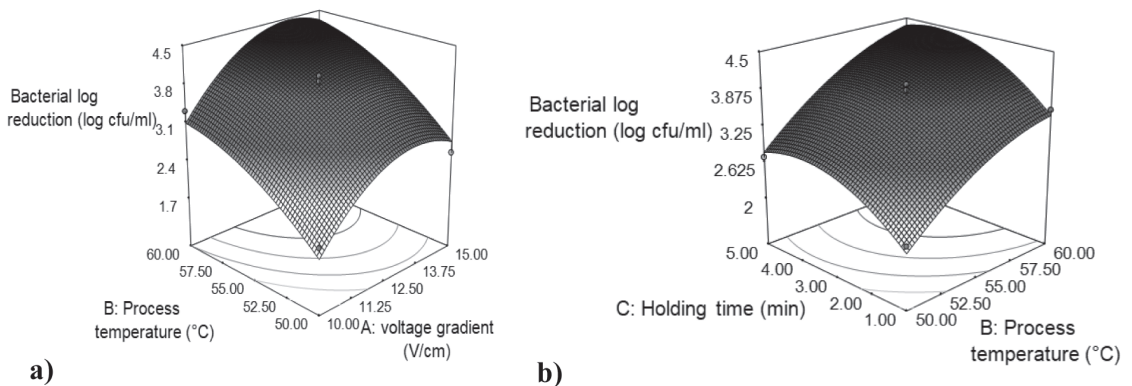 4.5
3.8
3.1
2.4
1.7
Bacterial log
reduction (log cfu/ml)
60.00
57.50
55.00
52.50
50.00
B: Process
temperature (°C)
15.00
13.75
12.50
11.25
10.00
A: voltage gradient
(V/cm)
a)
4.5
3.875
3.25
2.625
2
Bacterial log
reduction (log cfu/ml)
5.00
4.00
3.00
2.00
1.00
C: Holding time (min)
60.00
57.50
55.00
52.50
50.00
B: Process
temperature (°C)
b)